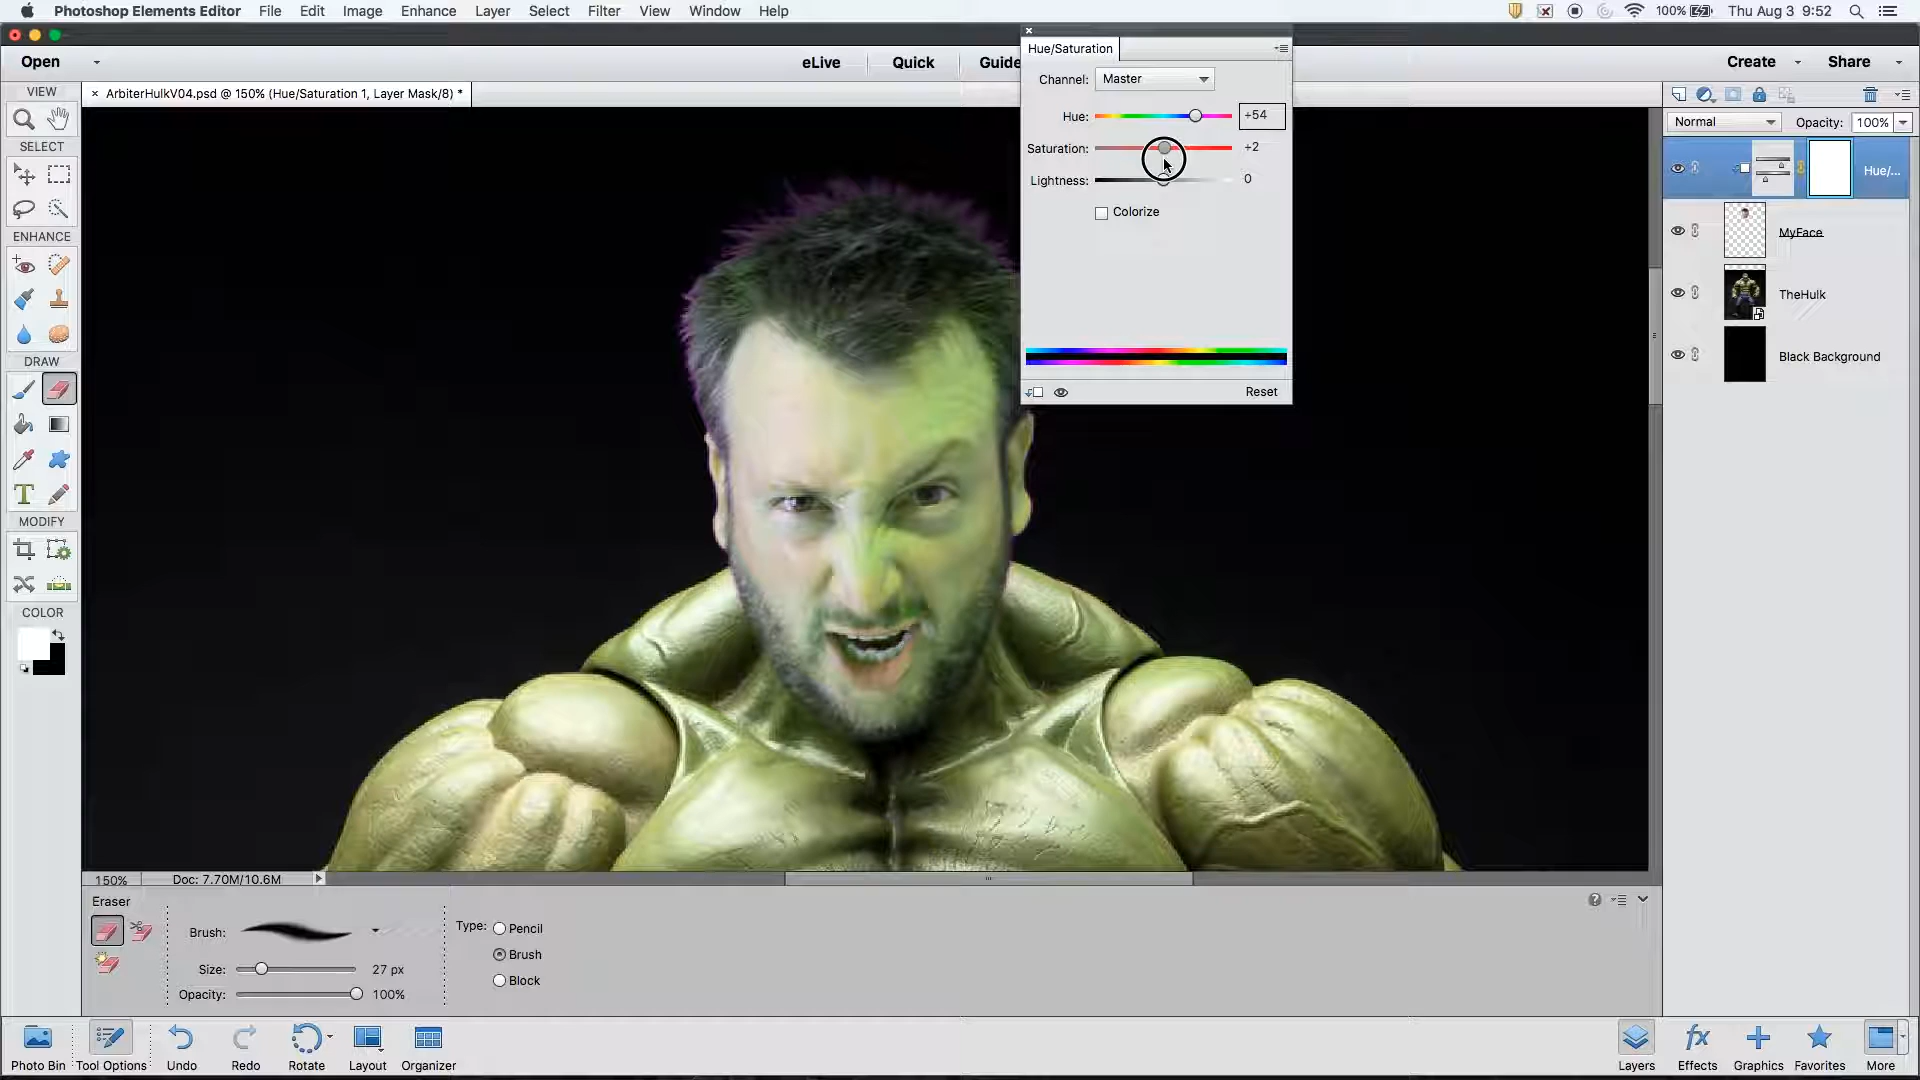 Photoshop Elements Editor File Edit Image Enhance Layer Select Filter View Window Help 100% Thu Aug 3 9:52
Open eLive Quick Guide Create Share
VIEW
× ArbiterHulkV04.psd @ 150% (Hue/Saturation 1, Layer Mask/8) *
SELECT
ENHANCE
DRAW
T
MODIFY
COLOR
Hue/Saturation
Channel: Master
Hue: +54
Saturation: +2
Lightness: 0
Colorize
Reset
Normal Opacity: 100%
Hue/...
MyFace
TheHulk
Black Background
150% Doc: 7.70M/10.6M
Eraser
Brush:
Size: 27 px
Opacity: 100%
Type: Pencil
Brush
Block
Photo Bin Tool Options Undo Redo Rotate Layout Organizer
fx
Layers Effects Graphics Favorites More